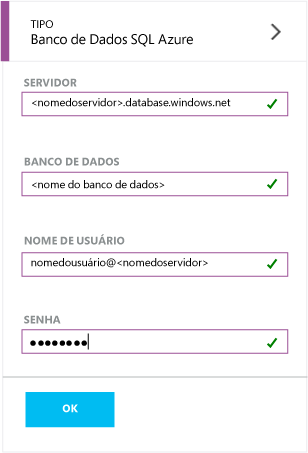 TIPO
Banco de Dados SQL Azure
SERVIDOR
<nomedoservidor>.database.windows.net
BANCO DE DADOS
<nome do banco de dados>
NOME DE USUÁRIO
nomedousuário@<nomedoservidor>
SENHA
●●●●●●●●
OK